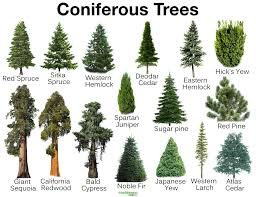 Coniferous Trees
Red Spruce
Sitka
Spruce
Western
Hemlock
Deodar
Cedar
Eastern
Hemlock
Hick's Yew
Spartan
Juniper
Sugar pine
Red Pine
Giant
Sequoia
California
Redwood
Bald
Cypress
Noble Fir
Japanese
Yew
Western
Larch
Atlas
Cedar